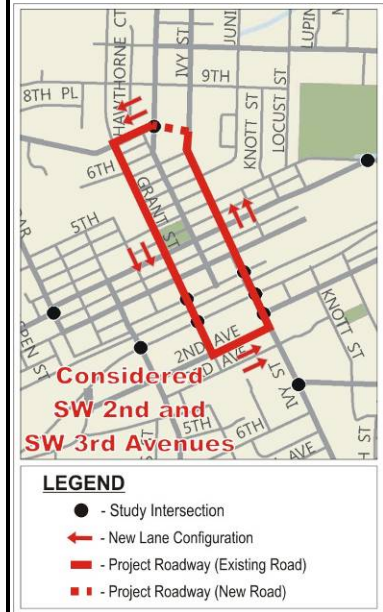 HAWTHORNE CT
IVY ST
JUNI
LUPIN
9TH
8TH PL
KNOTT ST
LOCUST ST
6TH
GRANT ST
5TH
2ND AVE
KNOTT ST
IVY ST
Considered
SW 2nd and
SW 3rd Avenues
5TH
6TH
AVE
LEGEND
- Study Intersection
- New Lane Configuration
- Project Roadway (Existing Road)
- Project Roadway (New Road)